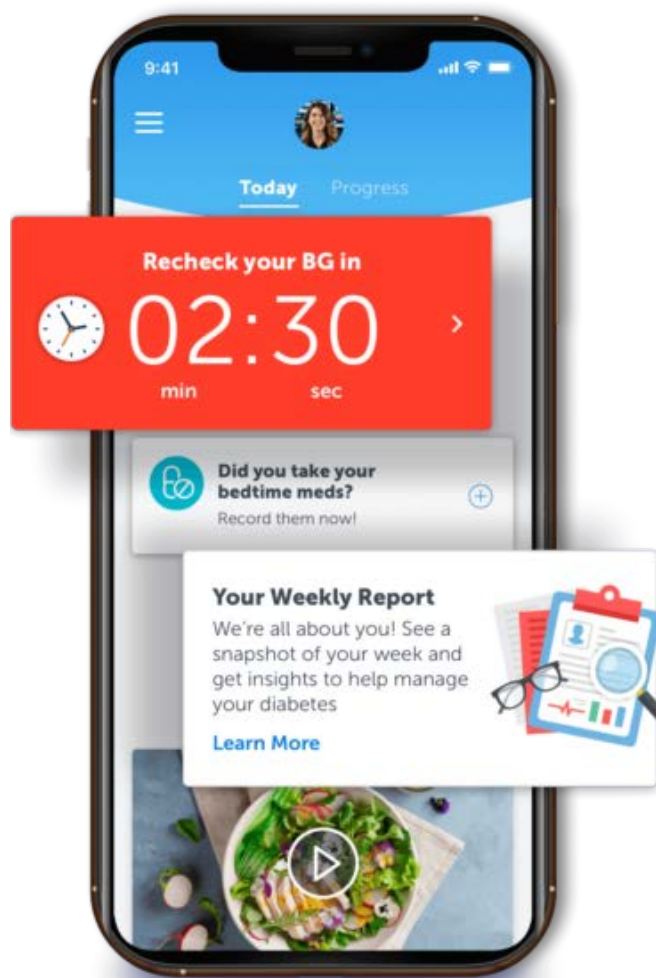 9:41
Today Progress
Recheck your BG in
02:30
min sec
Did you take your
bedtime meds?
Record them now!
Your Weekly Report
We're all about you! See a
snapshot of your week and
get insights to help manage
your diabetes
Learn More